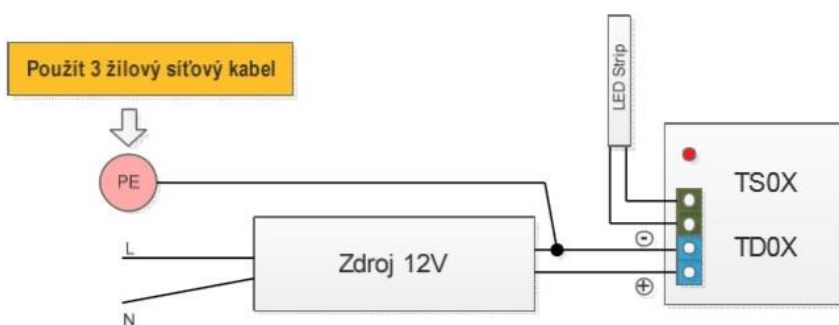 Použít 3 žilový síťový kabel
PE
L
N
Zdroj 12V
LED Strip
TS0X
TD0X
⊖
⊕